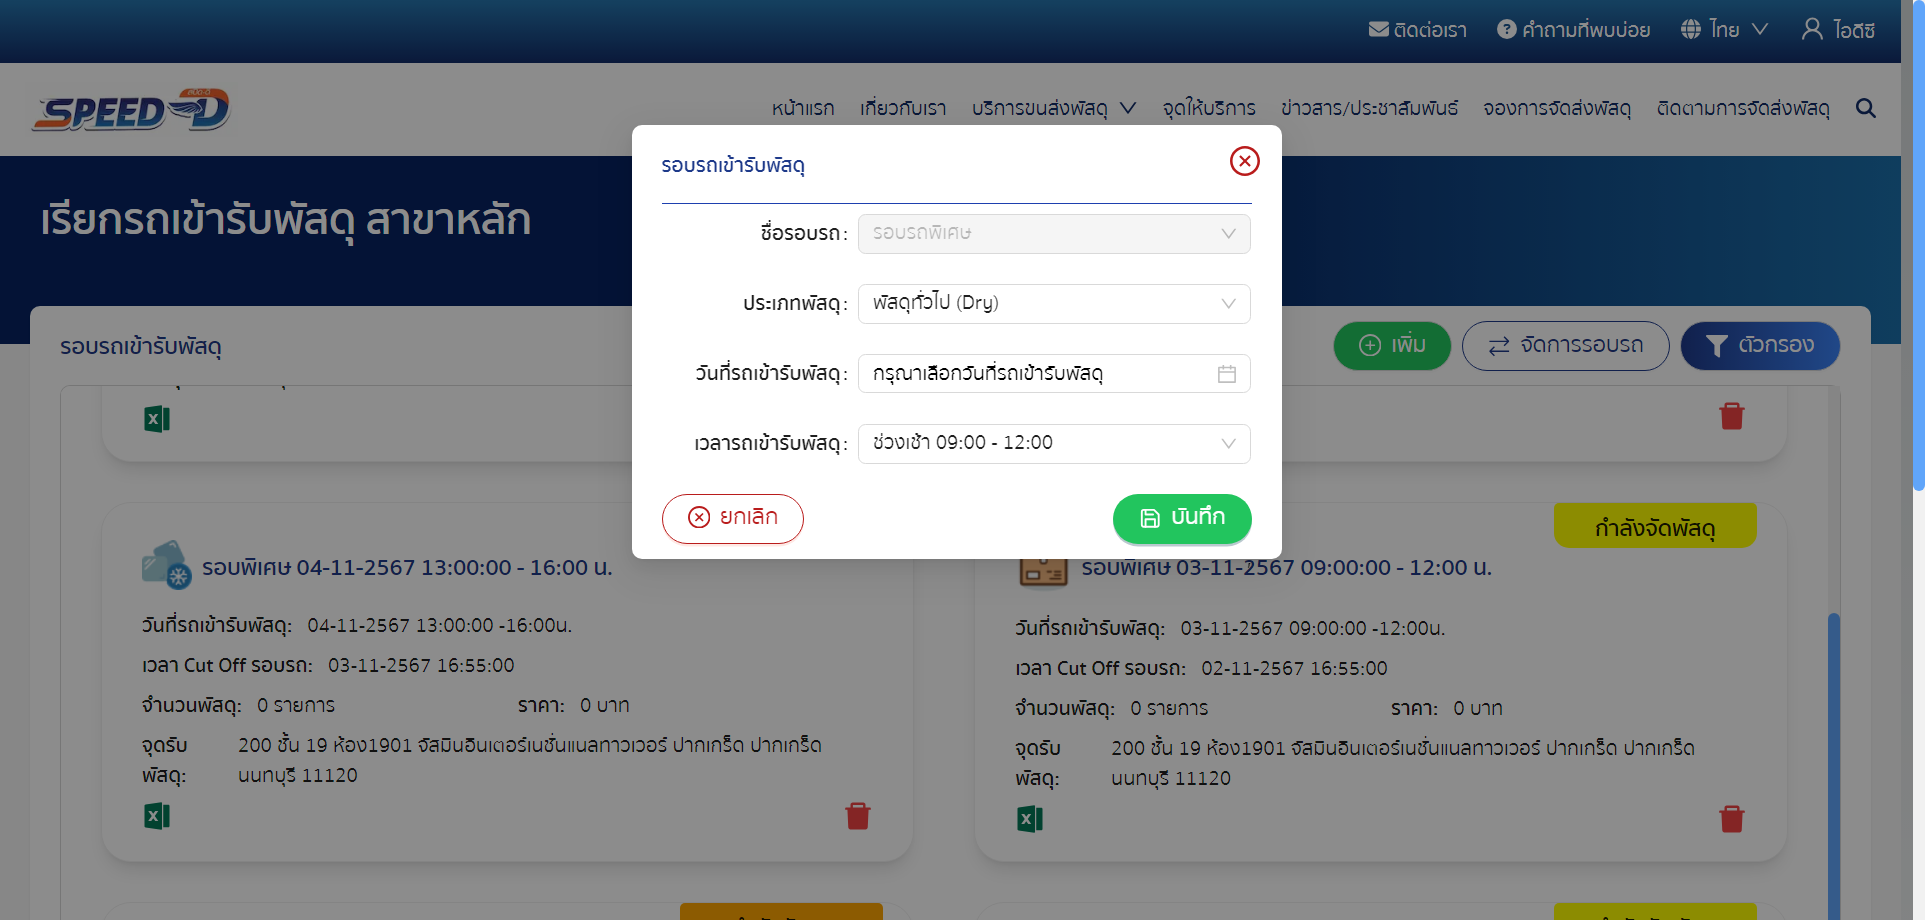 ติดต่อเรา คำถามที่พบบ่อย ไทย ไอดีซี
SPEED-D
หน้าแรก เกี่ยวกับเรา บริการขนส่งพัสดุ จุดให้บริการ ข่าวสาร/ประชาสัมพันธ์ จองการจัดส่งพัสดุ ติดตามการจัดส่งพัสดุ
เรียกรถเข้ารับพัสดุ สาขาหลัก
รอบรถเข้ารับพัสดุ
ชื่อรอบรถ: รอบรถพิเศษ
ประเภทพัสดุ: พัสดุทั่วไป (Dry)
วันที่รถเข้ารับพัสดุ: กรุณาเลือกวันที่รถเข้ารับพัสดุ
เวลารถเข้ารับพัสดุ: ช่วงเช้า 09:00 - 12:00
ยกเลิก บันทึก
รอบรถเข้ารับพัสดุ เพิ่ม จัดการรอบรถ ตัวกรอง
รอบพิเศษ 04-11-2567 13:00:00 - 16:00 น.
วันที่รถเข้ารับพัสดุ: 04-11-2567 13:00:00 -16:00น.
เวลา Cut Off รอบรถ: 03-11-2567 16:55:00
จำนวนพัสดุ: 0 รายการ ราคา: 0 บาท
จุดรับ 200 ชั้น 19 ห้อง1901 จัสมินอินเตอร์เนชั่นแนลทาวเวอร์ ปากเกร็ด ปากเกร็ด
พัสดุ: นนทบุรี 11120
กำลังจัดพัสดุ
รอบพิเศษ 03-11-2567 09:00:00 - 12:00 น.
วันที่รถเข้ารับพัสดุ: 03-11-2567 09:00:00 -12:00น.
เวลา Cut Off รอบรถ: 02-11-2567 16:55:00
จำนวนพัสดุ: 0 รายการ ราคา: 0 บาท
จุดรับ 200 ชั้น 19 ห้อง1901 จัสมินอินเตอร์เนชั่นแนลทาวเวอร์ ปากเกร็ด ปากเกร็ด
พัสดุ: นนทบุรี 11120